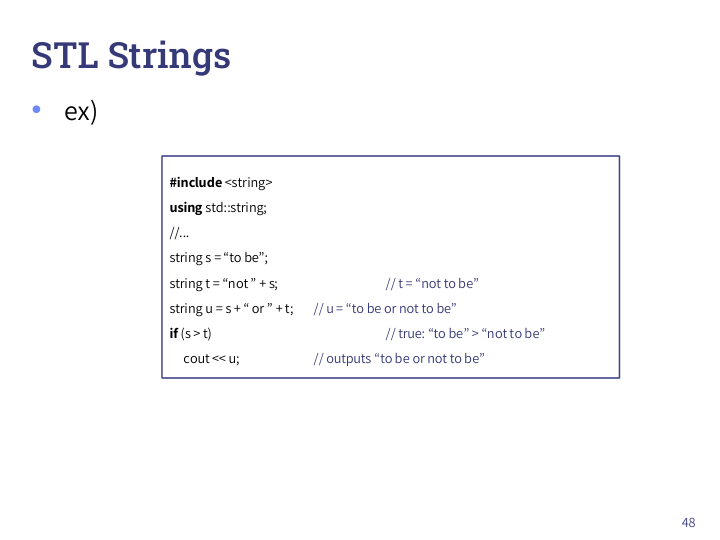 STL Strings
• ex)
#include <string>
using std::string;
//...
string s = “to be”;
string t = “not ” + s; // t = “not to be”
string u = s + “ or ” + t; // u = “to be or not to be”
if (s > t) // true: “to be” > “not to be”
cout << u; // outputs “to be or not to be”
48